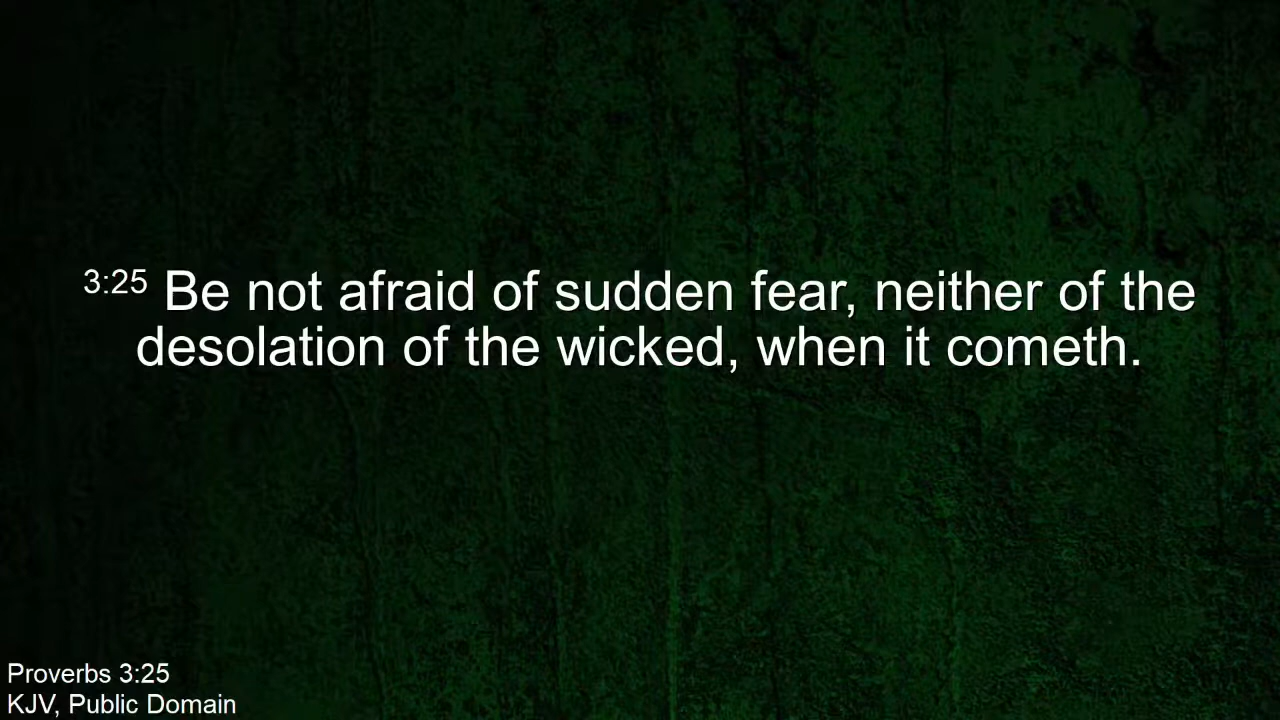 3:25 Be not afraid of sudden fear, neither of the
desolation of the wicked, when it cometh.
Proverbs 3:25
KJV, Public Domain